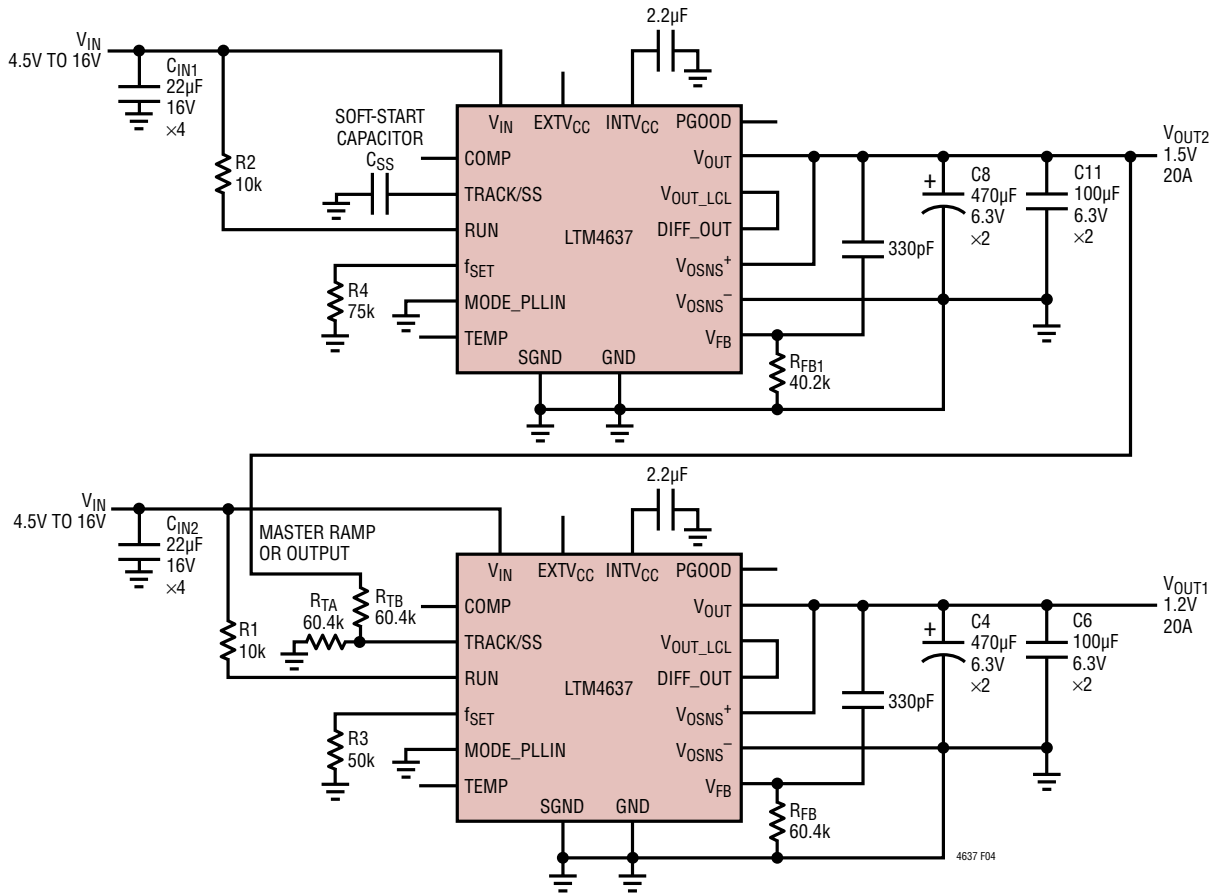 VIN
4.5V TO 16V
CIN1
22µF
16V
×4
R2
10k
SOFT-START
CAPACITOR
CSS
2.2µF
VIN
EXTVCC
INTVCC
PGOOD
COMP
VOUT
TRACK/SS
VOUT_LCL
RUN
DIFF_OUT
LTM4637
fSET
VOSNS+
MODE_PLLIN
VOSNS–
TEMP
VFB
SGND
GND
R4
75k
330pF
RFB1
40.2k
+
C8
470µF
6.3V
×2
C11
100µF
6.3V
×2
VOUT2
1.5V
20A
VIN
4.5V TO 16V
CIN2
22µF
16V
×4
MASTER RAMP
OR OUTPUT
R1
10k
RTA
60.4k
RTB
60.4k
2.2µF
VIN
EXTVCC
INTVCC
PGOOD
COMP
VOUT
TRACK/SS
VOUT_LCL
RUN
DIFF_OUT
LTM4637
fSET
VOSNS+
MODE_PLLIN
VOSNS–
TEMP
VFB
SGND
GND
R3
50k
330pF
RFB
60.4k
+
C4
470µF
6.3V
×2
C6
100µF
6.3V
×2
VOUT1
1.2V
20A
4637 F04